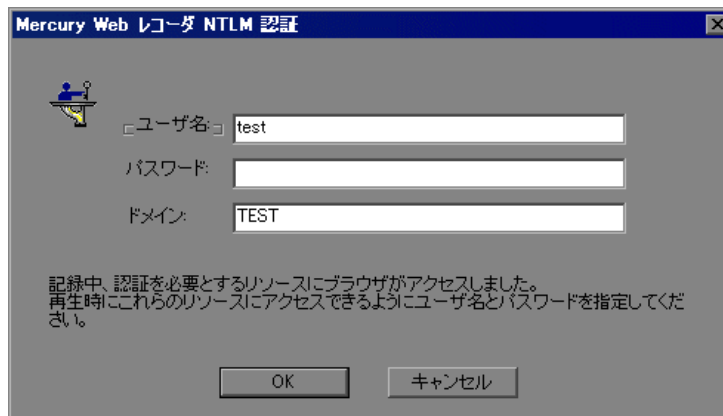 Mercury Web レコーダ NTLM 認証
ユーザ名: test
パスワード:
ドメイン: TEST
記録中、認証を必要とするリソースにブラウザがアクセスしました。
再生時にこれらのリソースにアクセスできるようにユーザ名とパスワードを指定してくだ
さい。
OK キャンセル